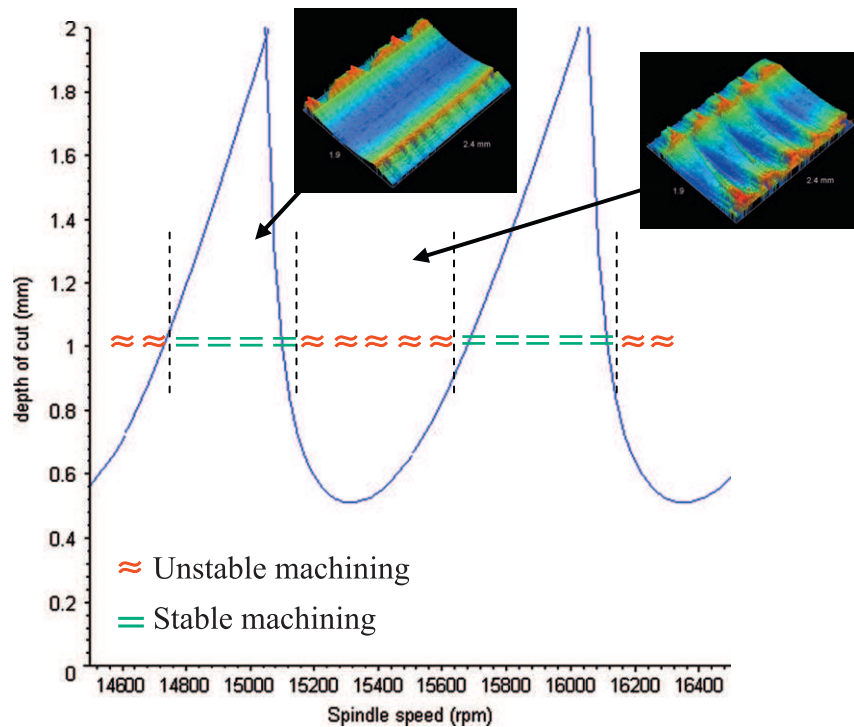 2
1.8
1.6
1.4
1.2
1
0.8
0.6
0.4
0.2
0
depth of cut (mm)
1.9
2.4 mm
1.9
2.4 mm
Unstable machining
Stable machining
14600 14800 15000 15200 15400 15600 15800 16000 16200 16400
Spindle speed (rpm)